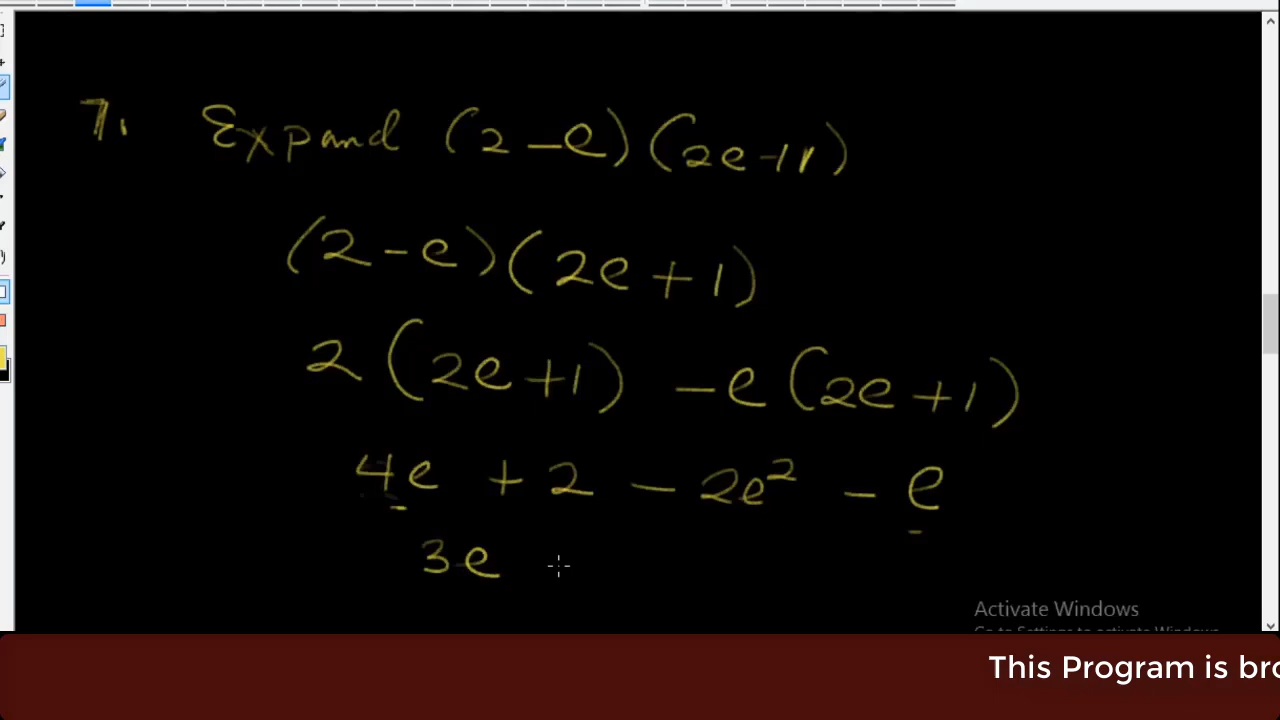 7. Expand (2-e)(2e+1)
(2-e)(2e+1)
2(2e+1) -e(2e+1)
4e + 2 - 2e² - e
3e
Activate Windows
This Program is bro